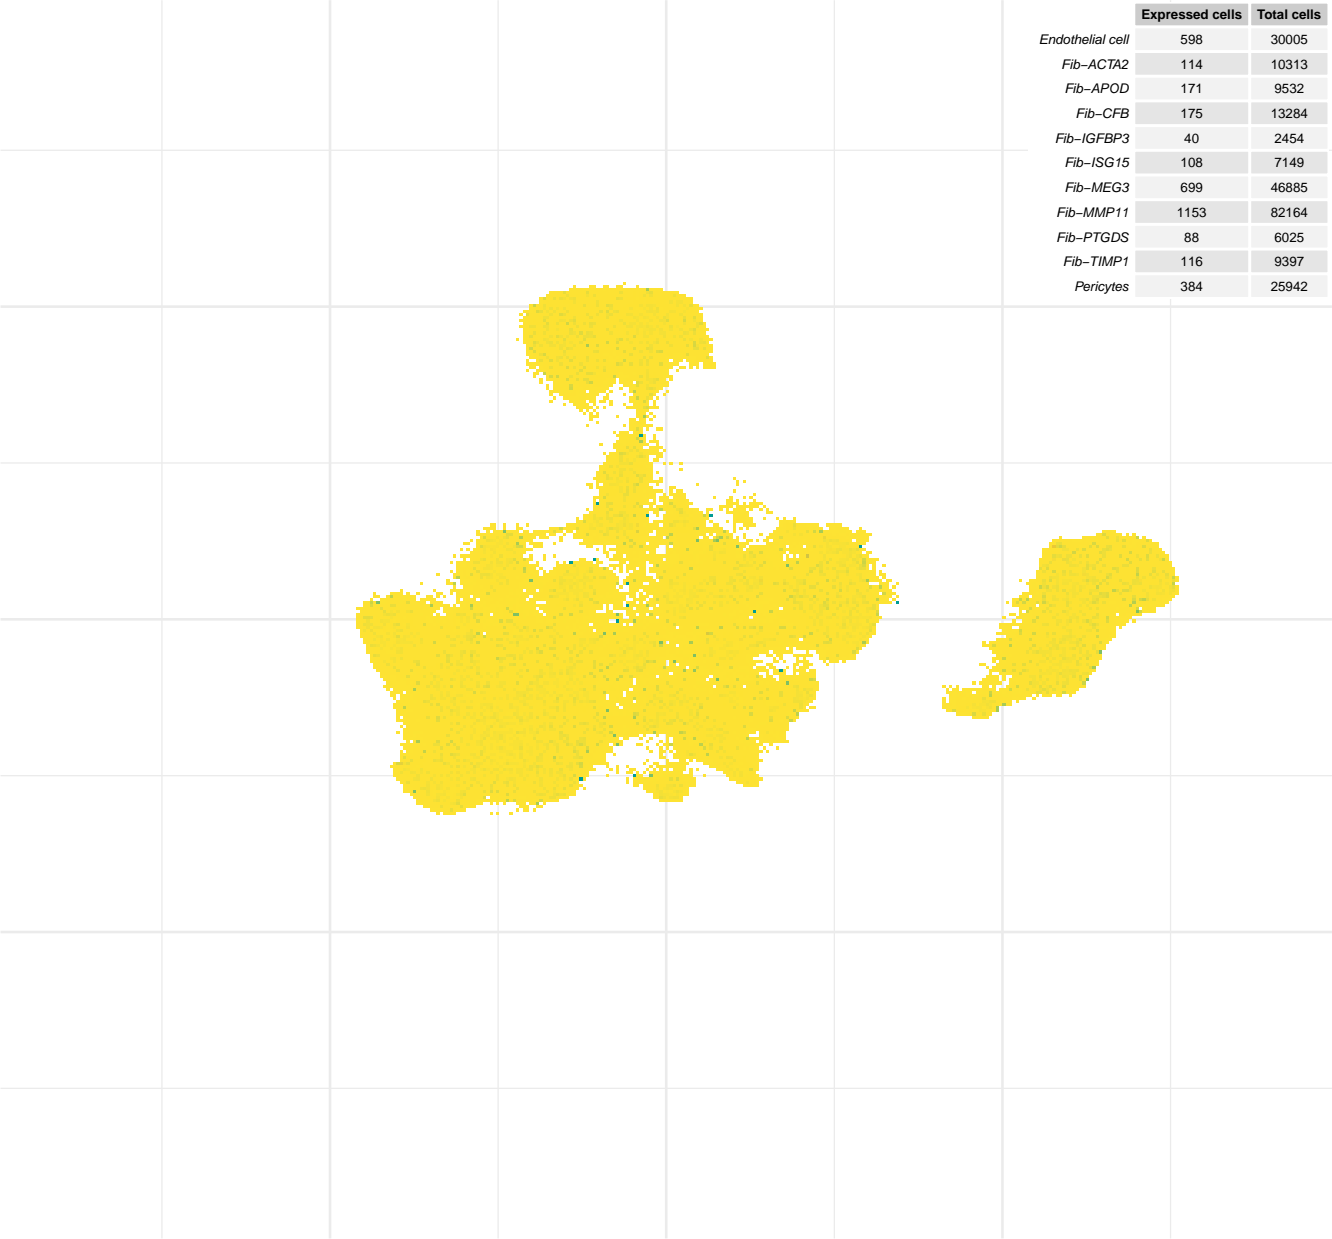 Expressed cells Total cells
Endothelial cell 598 30005
Fib−ACTA2 114 10313
Fib−APOD 171 9532
Fib−CFB 175 13284
Fib−IGFBP3 40 2454
Fib−ISG15 108 7149
Fib−MEG3 699 46885
Fib−MMP11 1153 82164
Fib−PTGDS 88 6025
Fib−TIMP1 116 9397
Pericytes 384 25942